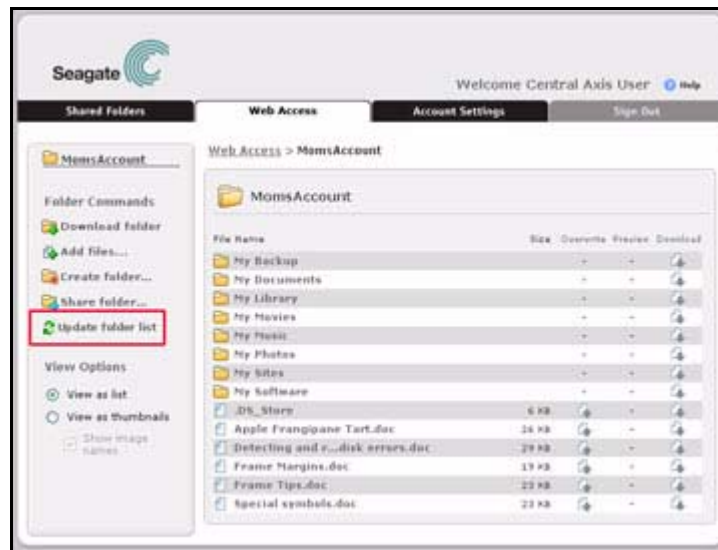 Seagate
Welcome Central Axis User Help
Shared Folders Web Access Account Settings Sign Out
MomsAccount
Web Access > MomsAccount
MomsAccount
Folder Commands
Download folder
Add files...
Create folder...
Share folder...
Update folder list
View Options
View as list
View as thumbnails
Show image
names
File Name Size Overwrite Preview Download
My Backup - -
My Documents - -
My Library - -
My Movies - -
My Music - -
My Photos - -
My Sites - -
My Software - -
.DS_Store 6 KB -
Apple Frangipane Tart.doc 26 KB -
Detecting and r...disk errors.doc 29 KB -
Frame Margins.doc 19 KB -
Frame Tips.doc 23 KB -
Special symbols.doc 23 KB -